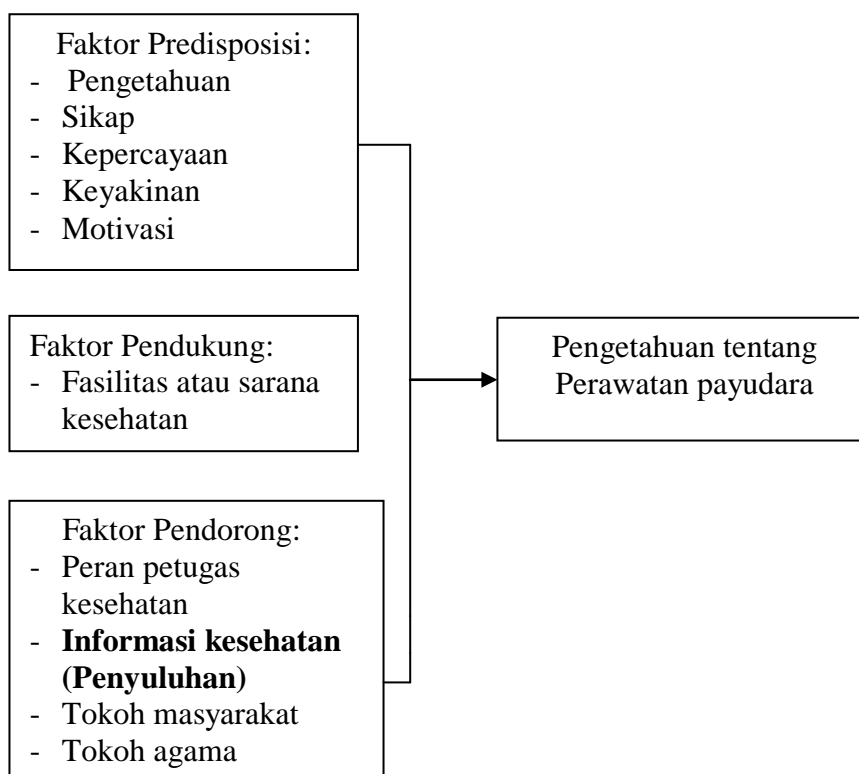 Faktor Predisposisi:
- Pengetahuan
- Sikap
- Kepercayaan
- Keyakinan
- Motivasi
Faktor Pendukung:
- Fasilitas atau sarana
kesehatan
Faktor Pendorong:
- Peran petugas
kesehatan
- Informasi kesehatan
(Penyuluhan)
- Tokoh masyarakat
- Tokoh agama
Pengetahuan tentang
Perawatan payudara